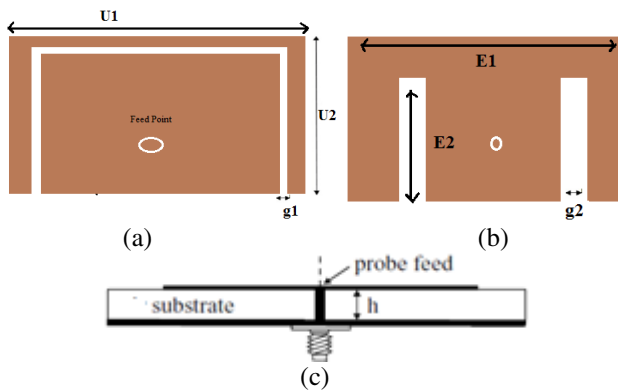 U1
U2
Feed Point
g1
(a)
E1
E2
g2
(b)
probe feed
substrate
h
(c)